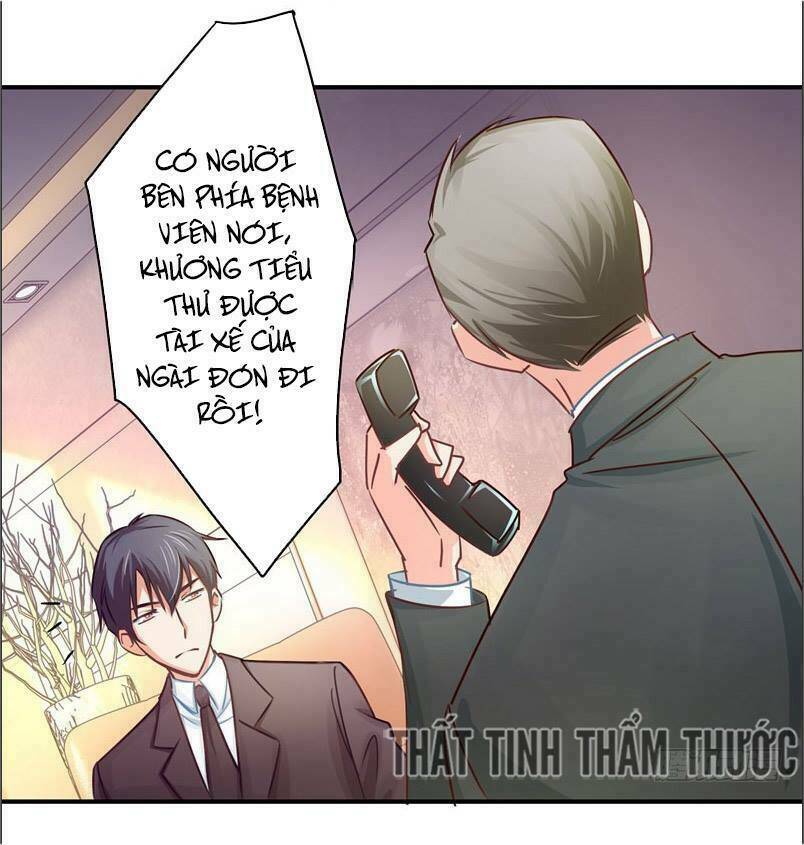 CÓ NGƯỜI
BÊN PHÍA BỆNH
VIÊN NÓI,
KHƯƠNG TIỂU
THƯ ĐƯỢC
TÀI XẾ CỦA
NGÀI ĐÓN ĐI
RỒI!
THẤT TINH THẨM THƯỚC